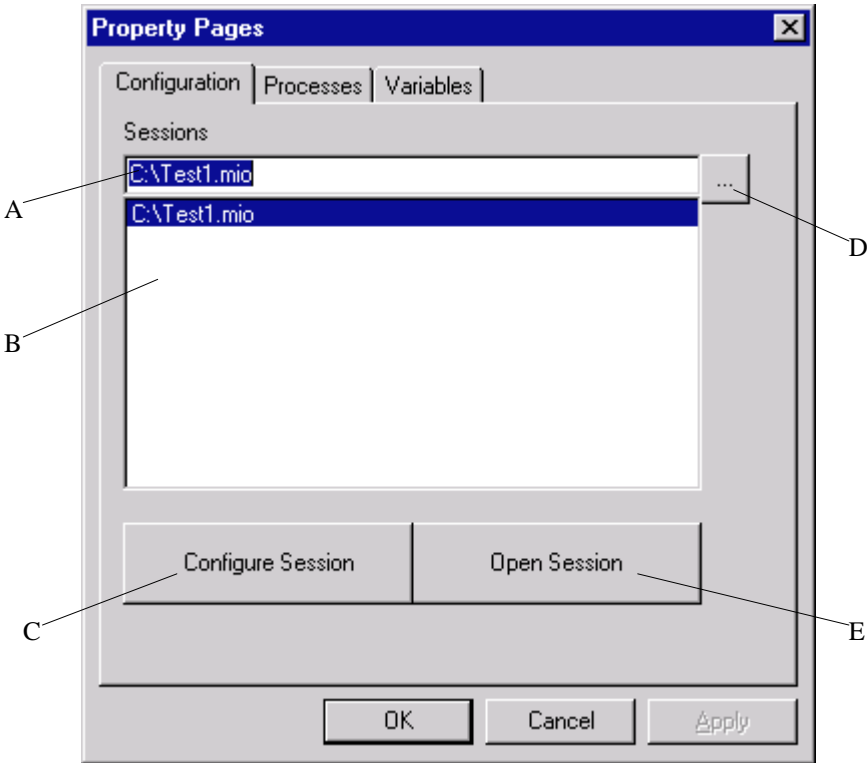 Property Pages
Configuration Processes Variables
Sessions
C:\Test1.mio
...
A
C:\Test1.mio
D
B
Configure Session Open Session
C
E
OK Cancel Apply